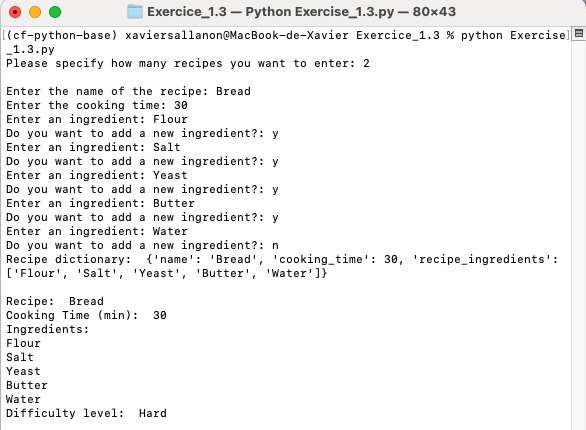 Exercice_1.3 — Python Exercise_1.3.py — 80×43
[(cf-python-base) xaviersallanon@MacBook-de-Xavier Exercice_1.3 % python Exercise]
_1.3.py
Please specify how many recipes you want to enter: 2
Enter the name of the recipe: Bread
Enter the cooking time: 30
Enter an ingredient: Flour
Do you want to add a new ingredient?: y
Enter an ingredient: Salt
Do you want to add a new ingredient?: y
Enter an ingredient: Yeast
Do you want to add a new ingredient?: y
Enter an ingredient: Butter
Do you want to add a new ingredient?: y
Enter an ingredient: Water
Do you want to add a new ingredient?: n
Recipe dictionary:  {'name': 'Bread', 'cooking_time': 30, 'recipe_ingredients':
['Flour', 'Salt', 'Yeast', 'Butter', 'Water']}
Recipe:  Bread
Cooking Time (min):  30
Ingredients:
Flour
Salt
Yeast
Butter
Water
Difficulty level:  Hard